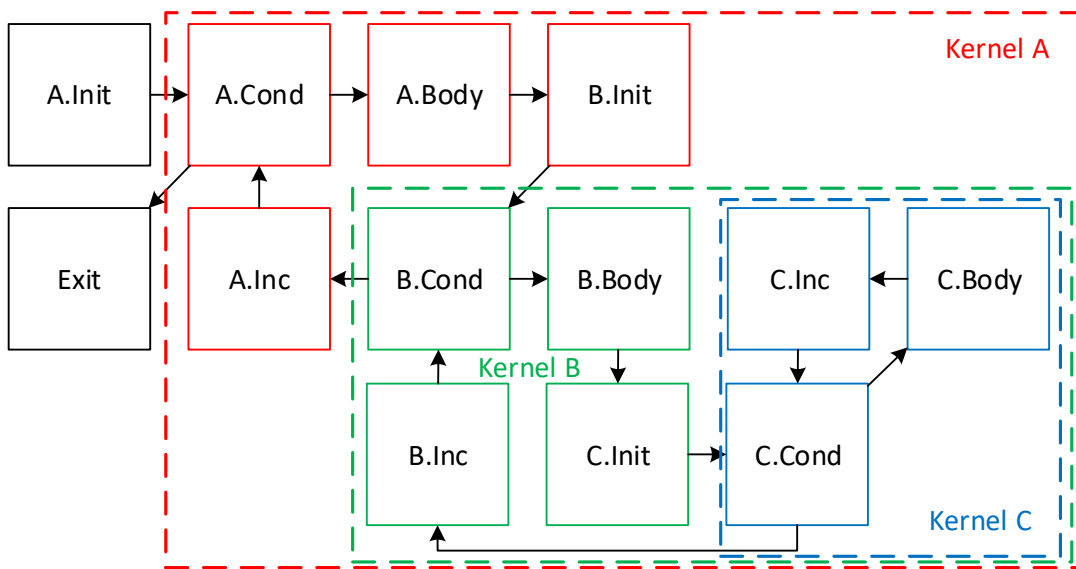 Kernel A
A.Init
A.Cond
A.Body
B.Init
Exit
A.Inc
B.Cond
B.Body
C.Inc
C.Body
Kernel B
B.Inc
C.Init
C.Cond
Kernel C